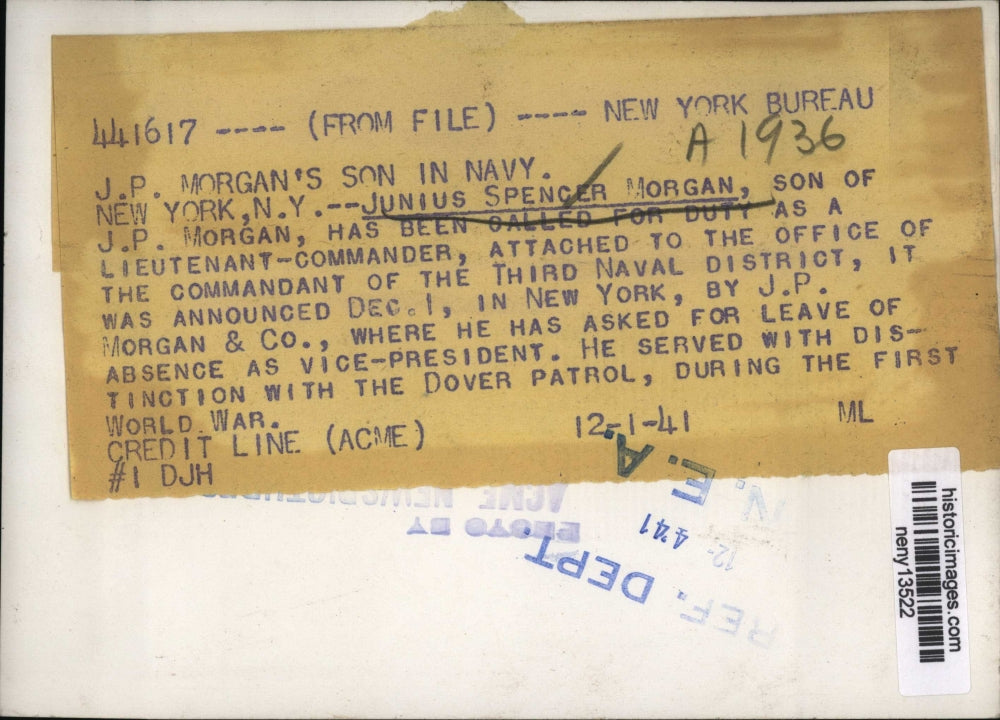 441617 ---- (FROM FILE) ---- NEW YORK BUREAU
A 1936
J.P. MORGAN'S SON IN NAVY.
NEW YORK,N.Y.--JUNIUS SPENCER MORGAN, SON OF
J.P. MORGAN, HAS BEEN CALLED FOR DUTY AS A
LIEUTENANT-COMMANDER, ATTACHED TO THE OFFICE OF
THE COMMANDANT OF THE THIRD NAVAL DISTRICT, IT
WAS ANNOUNCED DEC.1, IN NEW YORK, BY J.P.
MORGAN & CO., WHERE HE HAS ASKED FOR LEAVE OF
ABSENCE AS VICE-PRESIDENT. HE SERVED WITH DIS-
TINCTION WITH THE DOVER PATROL, DURING THE FIRST
WORLD WAR.
CREDIT LINE (ACME) 12-1-41 ML
#1 DJH
N.E.A.
12- 4 41
REF. DEPT.
PHOTO BY
ACME NEWSPICTURES
historicimages.com
neny13522